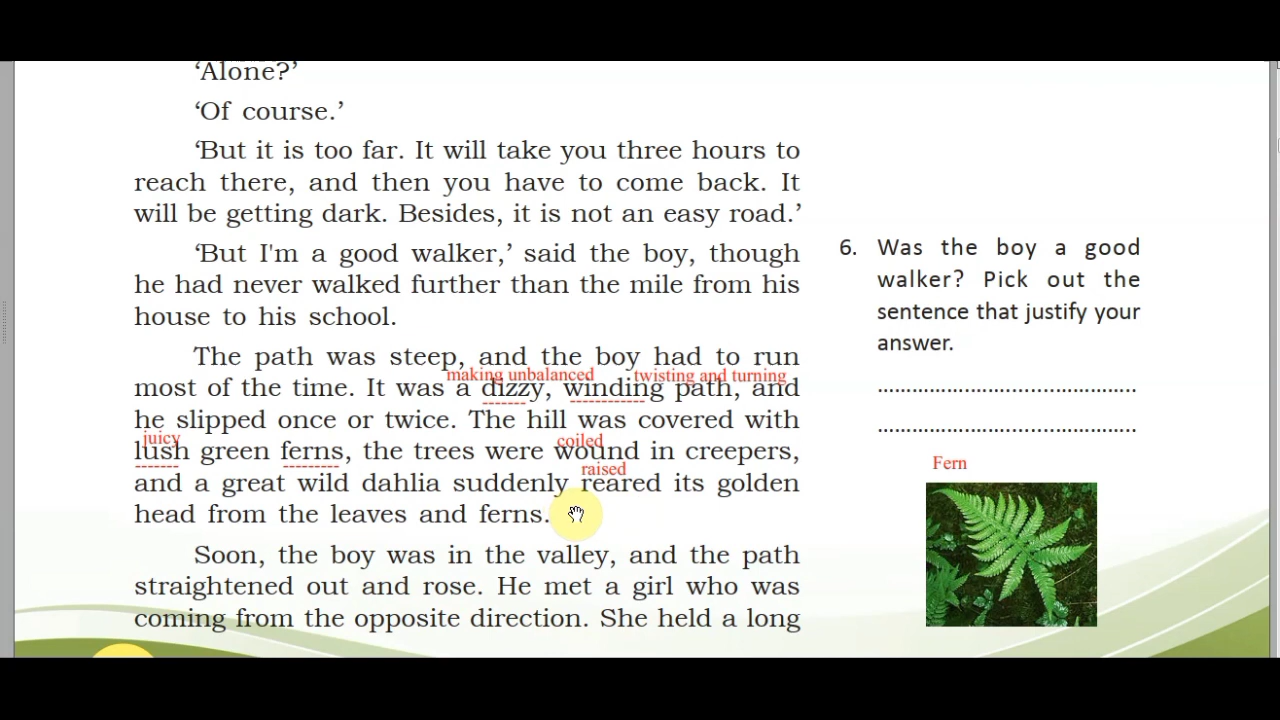 ‘Alone?’
‘Of course.’
‘But it is too far. It will take you three hours to
reach there, and then you have to come back. It
will be getting dark. Besides, it is not an easy road.’
‘But I'm a good walker,’ said the boy, though
he had never walked further than the mile from his
house to his school.
The path was steep, and the boy had to run
making unbalanced twisting and turning
most of the time. It was a dizzy, winding path, and
he slipped once or twice. The hill was covered with
juicy coiled
lush green ferns, the trees were wound in creepers,
raised
and a great wild dahlia suddenly reared its golden
head from the leaves and ferns.
Soon, the boy was in the valley, and the path
straightened out and rose. He met a girl who was
coming from the opposite direction. She held a long
6. Was the boy a good
walker? Pick out the
sentence that justify your
answer.
..........................................
..........................................
Fern